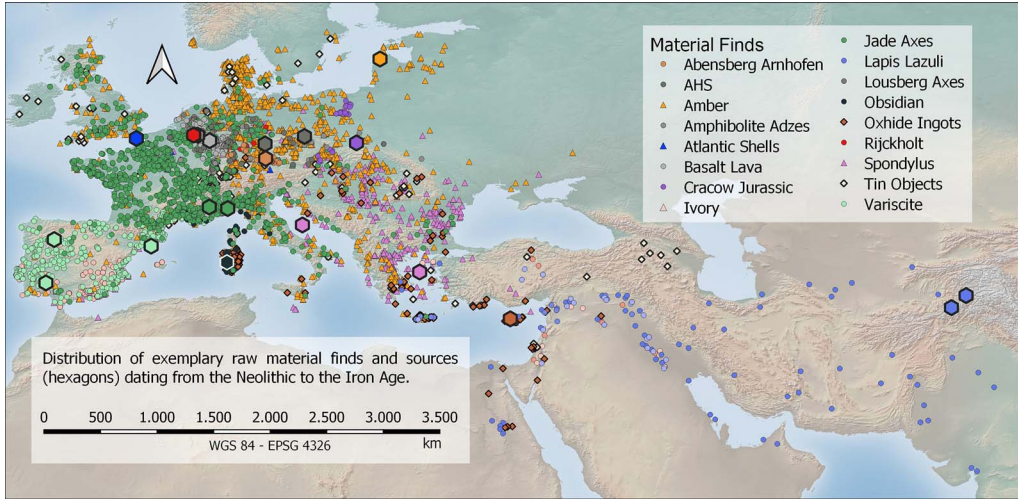 Material Finds
Abensberg Arnhofen
AHS
Amber
Amphibolite Adzes
Atlantic Shells
Basalt Lava
Cracow Jurassic
Ivory
Jade Axes
Lapis Lazuli
Lousberg Axes
Obsidian
Oxhide Ingots
Rijckholt
Spondylus
Tin Objects
Variscite
Distribution of exemplary raw material finds and sources
(hexagons) dating from the Neolithic to the Iron Age.
0 500 1.000 1.500 2.000 2.500 3.000 3.500
WGS 84 - EPSG 4326 km